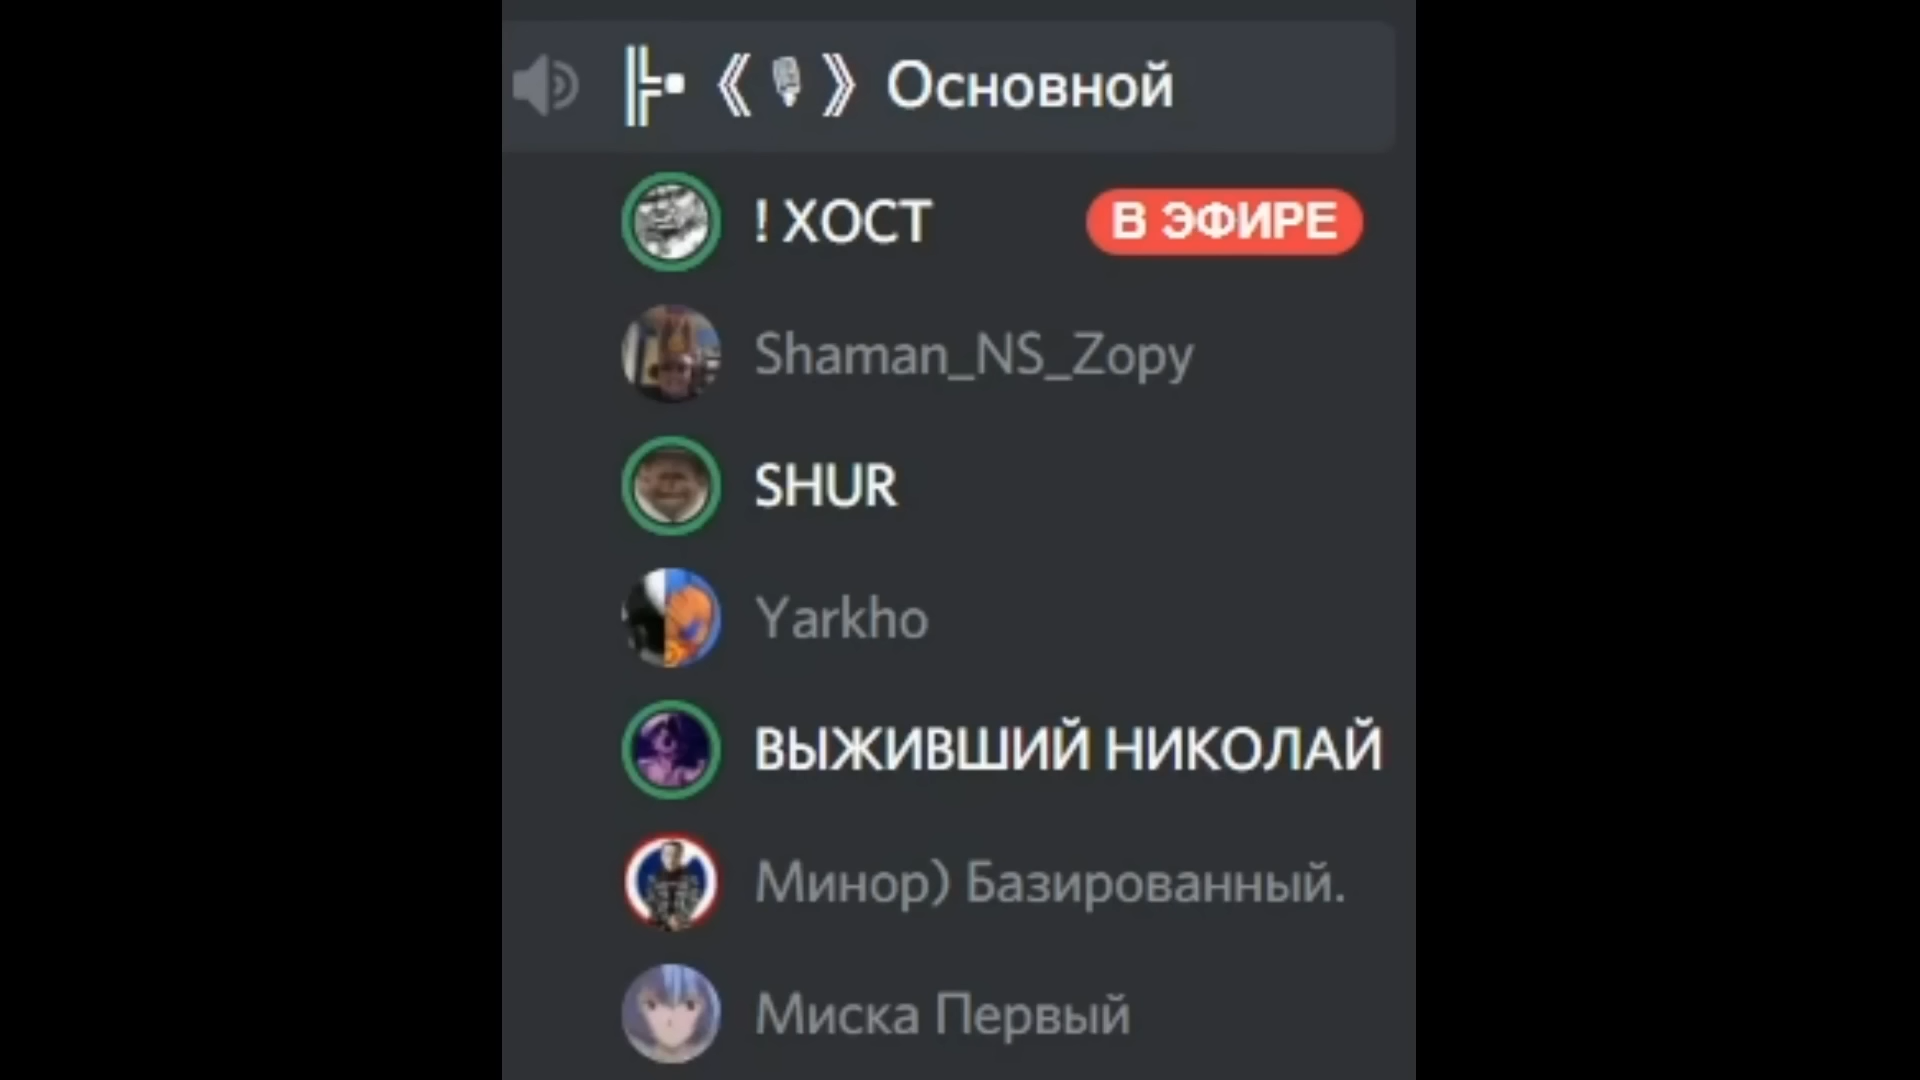 ╠• 《🎙》Основной
! ХОСТ В ЭФИРЕ
Shaman_NS_Zopy
SHUR
Yarkho
ВЫЖИВШИЙ НИКОЛАЙ
Минор) Базированный.
Миска Первый